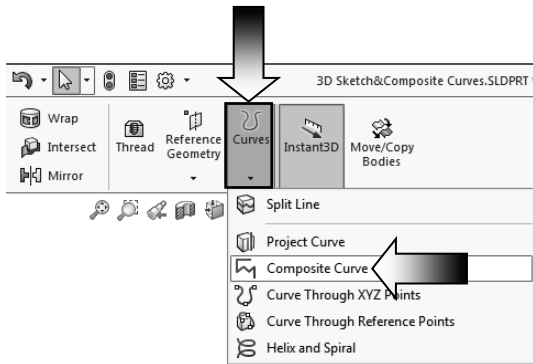 3D Sketch&Composite Curves.SLDPRT *
Wrap
Intersect
Mirror
Thread
Reference
Geometry
Curves
Instant3D
Move/Copy
Bodies
Split Line
Project Curve
Composite Curve
Curve Through XYZ Points
Curve Through Reference Points
Helix and Spiral